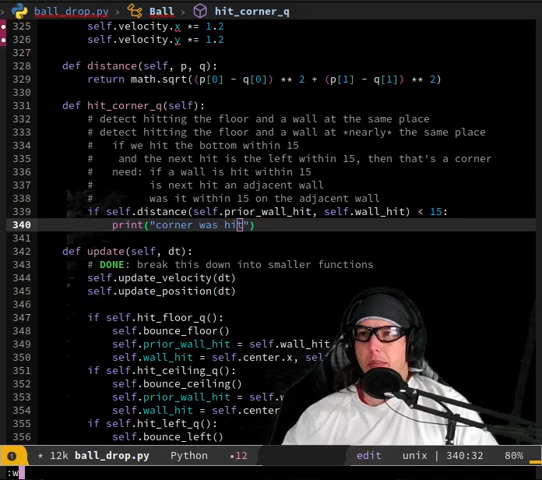 ball_drop.py › Ball › hit_corner_q
325 self.velocity.x *= 1.2
326 self.velocity.y *= 1.2
327
328 def distance(self, p, q):
329 return math.sqrt((p[0] - q[0]) ** 2 + (p[1] - q[1]) ** 2)
330
331 def hit_corner_q(self):
332 # detect hitting the floor and a wall at the same place
333 # detect hitting the floor and a wall at *nearly* the same place
334 # if we hit the bottom within 15
335 # and the next hit is the left within 15, then that's a corner
336 # need: if a wall is hit within 15
337 # is next hit an adjacent wall
338 # was it within 15 on the adjacent wall
339 if self.distance(self.prior_wall_hit, self.wall_hit) < 15:
340 print("corner was hit")
341
342 def update(self, dt):
343 # DONE: break this down into smaller functions
344 self.update_velocity(dt)
345 self.update_position(dt)
346
347 if self.hit_floor_q():
348 self.bounce_floor()
349 self.prior_wall_hit = self.wall_hit
350 self.wall_hit = self.center.x,
351 if self.hit_ceiling_q():
352 self.bounce_ceiling()
353 self.prior_wall_hit =
354 self.wall_hit = self.center
355 if self.hit_left_q():
356 self.bounce_left()
1 * 12k ball_drop.py Python •12 edit unix | 340:32 80%
:w